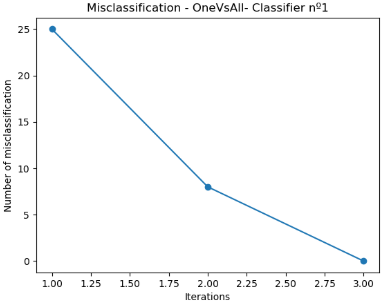 Misclassification - OneVsAll- Classifier nº1
Number of misclassification
25
20
15
10
5
0
1.00 1.25 1.50 1.75 2.00 2.25 2.50 2.75 3.00
Iterations